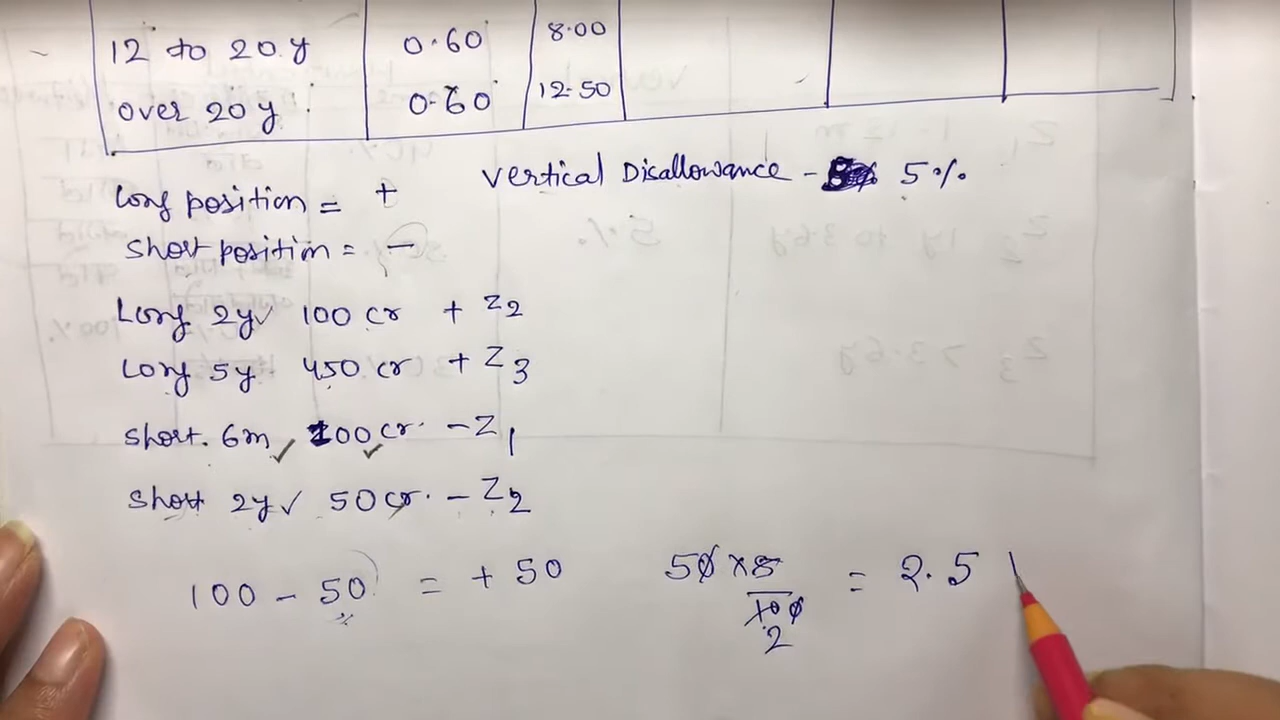 12 to 20 y 0.60 8.00
over 20 y 0.60 12.50
Vertical Disallowance - 5%
Long position = +
Short position = -
Long 2y✓ 100 cr + Z2
Long 5y 450 cr + Z3
Short. 6m ✓ 100 cr. - Z1
Short 2y ✓ 50 cr. - Z2
100 - 50 = + 50
50 x 5 / 100 = 2.5
2